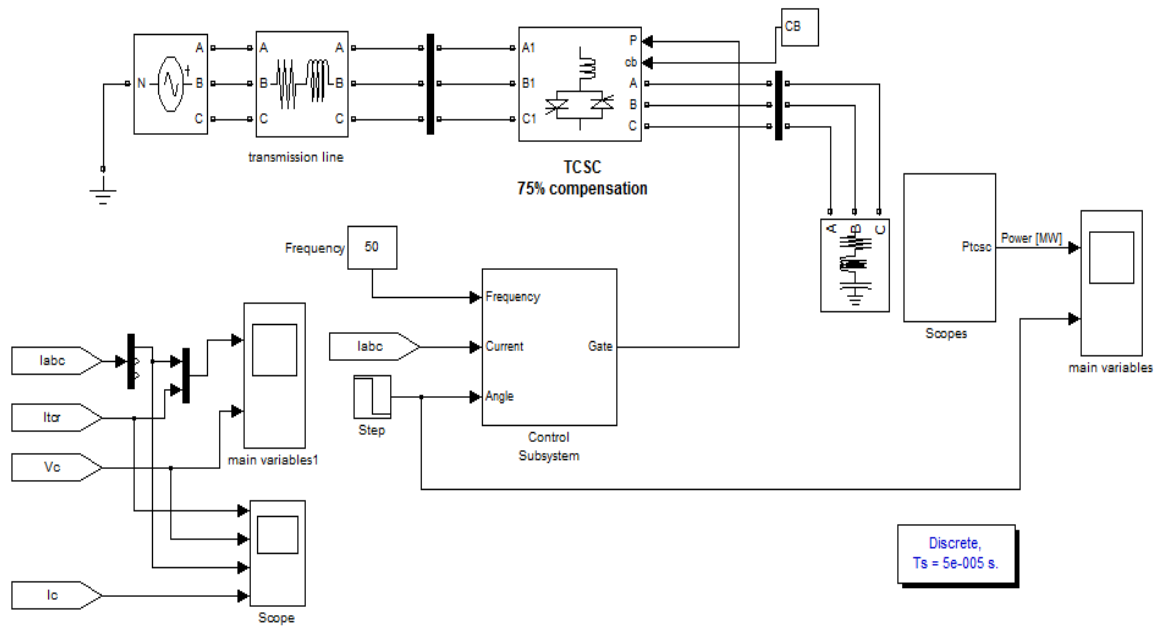 N
A
B
C
A
B
C
A
B
C
transmission line
A1
B1
C1
P
cb
A
B
C
TCSC
75% compensation
CB
A
B
C
Ptcsc
Scopes
Power [MW]
main variables
Frequency
50
Frequency
Current
Angle
Gate
Control
Subsystem
Iabc
Step
Iabc
Itcr
Vc
Ic
main variables1
Scope
Discrete,
Ts = 5e-005 s.